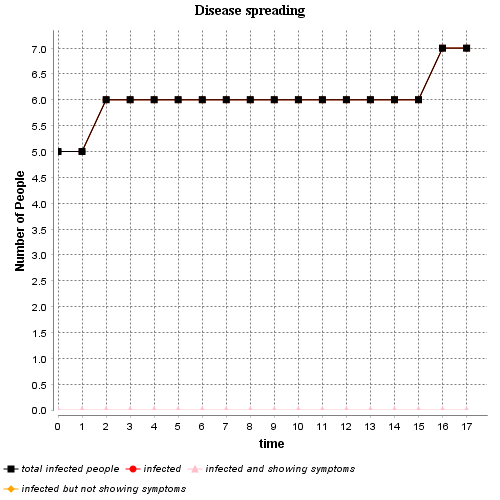 Disease spreading
Number of People
7.0
6.5
6.0
5.5
5.0
4.5
4.0
3.5
3.0
2.5
2.0
1.5
1.0
0.5
0.0
0 1 2 3 4 5 6 7 8 9 10 11 12 13 14 15 16 17
time
total infected people infected infected and showing symptoms
infected but not showing symptoms